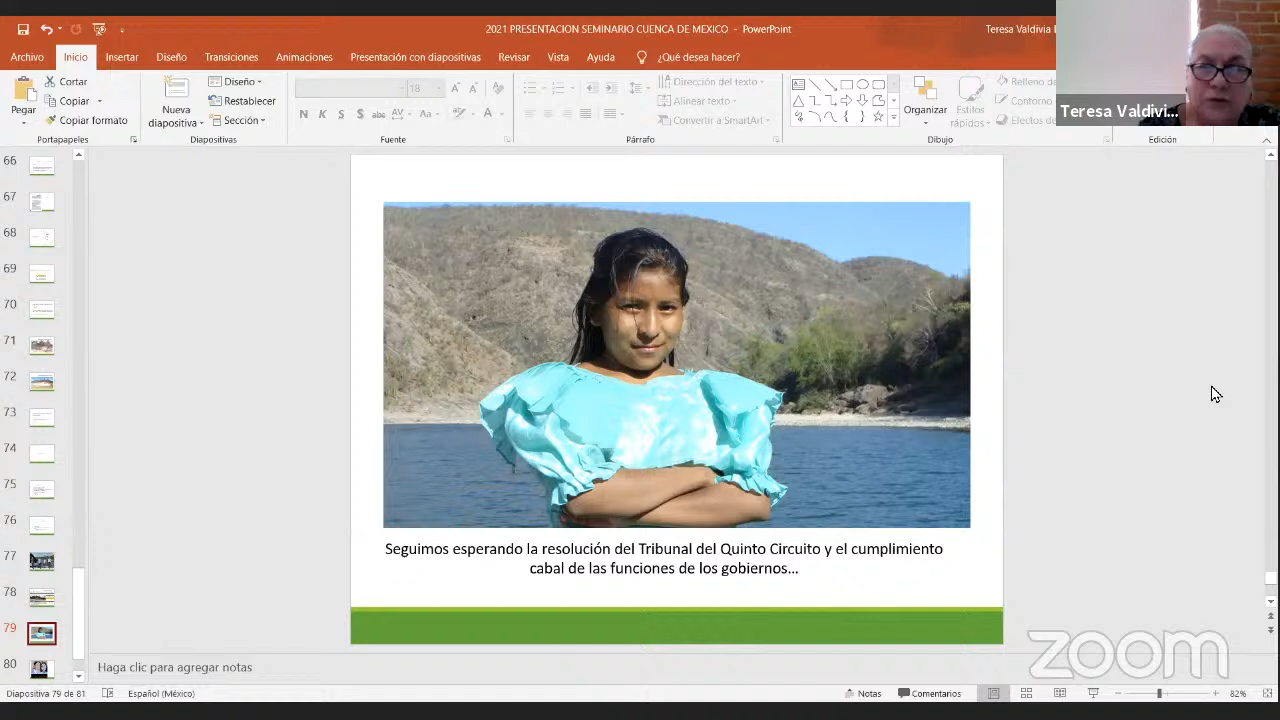 2021 PRESENTACION SEMINARIO CUENCA DE MEXICO - PowerPoint
Teresa Valdivia
Archivo
Inicio
Insertar
Diseño
Transiciones
Animaciones
Presentación con diapositivas
Revisar
Vista
Ayuda
¿Qué desea hacer?
Teresa Valdivi...
Pegar
Cortar
Copiar
Copiar formato
Portapapeles
Nueva
diapositiva
Diseño
Restablecer
Sección
Diapositivas
18
N K S S abc AV Aa A
Fuente
Dirección del texto
Alinear texto
Convertir a SmartArt
Párrafo
Organizar
Estilos
rápidos
Dibujo
Relleno de
Contorno
Efectos de
Edición
66
67
68
69
70
71
72
73
74
75
76
77
78
79
80
Seguimos esperando la resolución del Tribunal del Quinto Circuito y el cumplimiento
cabal de las funciones de los gobiernos...
zoom
Haga clic para agregar notas
Diapositiva 79 de 81
Español (México)
Notas
Comentarios
82%